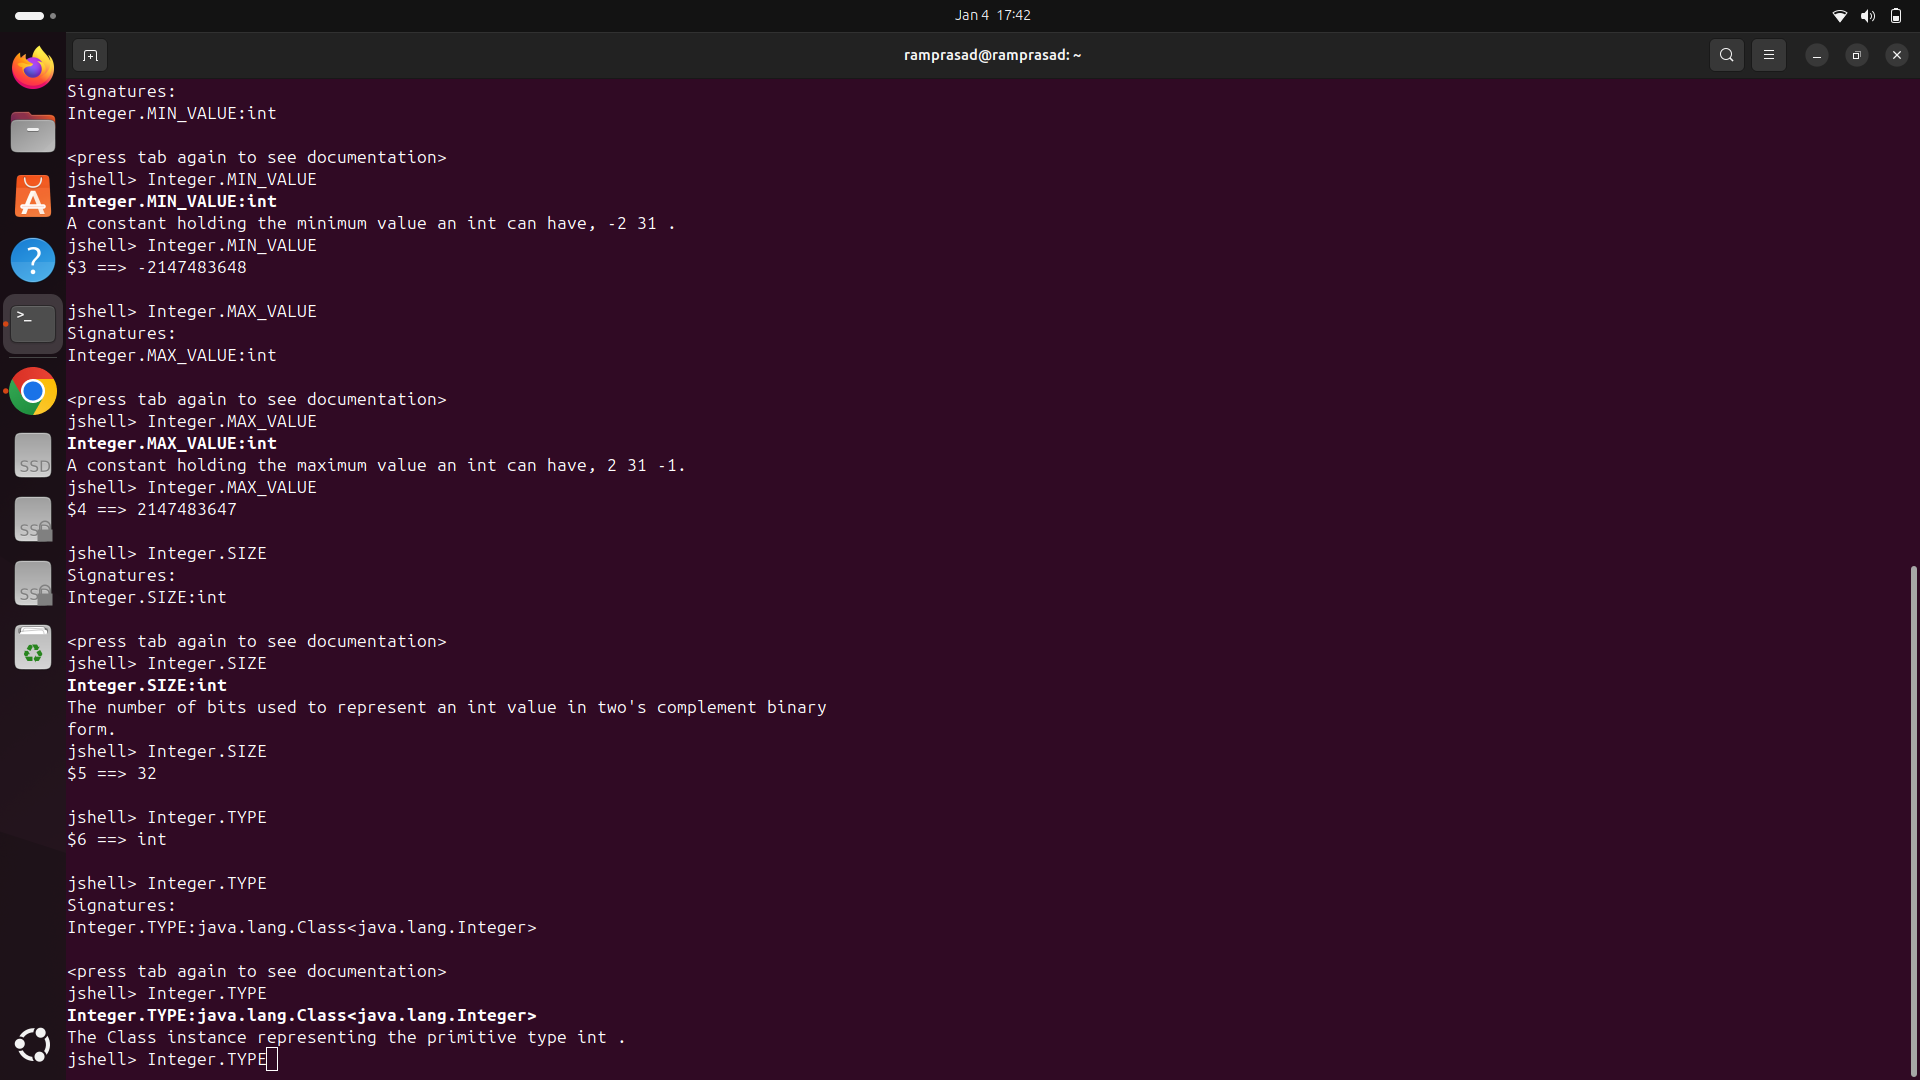 Jan 4 17:42
ramprasad@ramprasad: ~
Signatures:
Integer.MIN_VALUE:int
<press tab again to see documentation>
jshell> Integer.MIN_VALUE
Integer.MIN_VALUE:int
A constant holding the minimum value an int can have, -2 31 .
jshell> Integer.MIN_VALUE
$3 ==> -2147483648
jshell> Integer.MAX_VALUE
Signatures:
Integer.MAX_VALUE:int
<press tab again to see documentation>
jshell> Integer.MAX_VALUE
Integer.MAX_VALUE:int
A constant holding the maximum value an int can have, 2 31 -1.
jshell> Integer.MAX_VALUE
$4 ==> 2147483647
jshell> Integer.SIZE
Signatures:
Integer.SIZE:int
<press tab again to see documentation>
jshell> Integer.SIZE
Integer.SIZE:int
The number of bits used to represent an int value in two's complement binary
form.
jshell> Integer.SIZE
$5 ==> 32
jshell> Integer.TYPE
$6 ==> int
jshell> Integer.TYPE
Signatures:
Integer.TYPE:java.lang.Class<java.lang.Integer>
<press tab again to see documentation>
jshell> Integer.TYPE
Integer.TYPE:java.lang.Class<java.lang.Integer>
The Class instance representing the primitive type int .
jshell> Integer.TYPE
>_
SSD